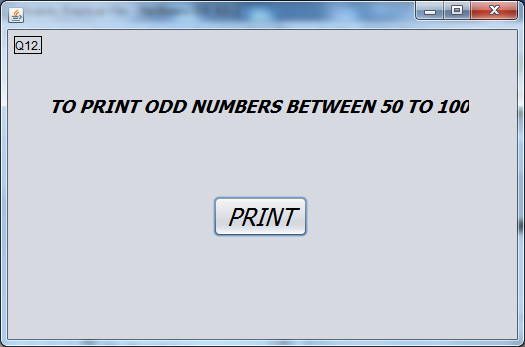 Q12.
TO PRINT ODD NUMBERS BETWEEN 50 TO 100
PRINT